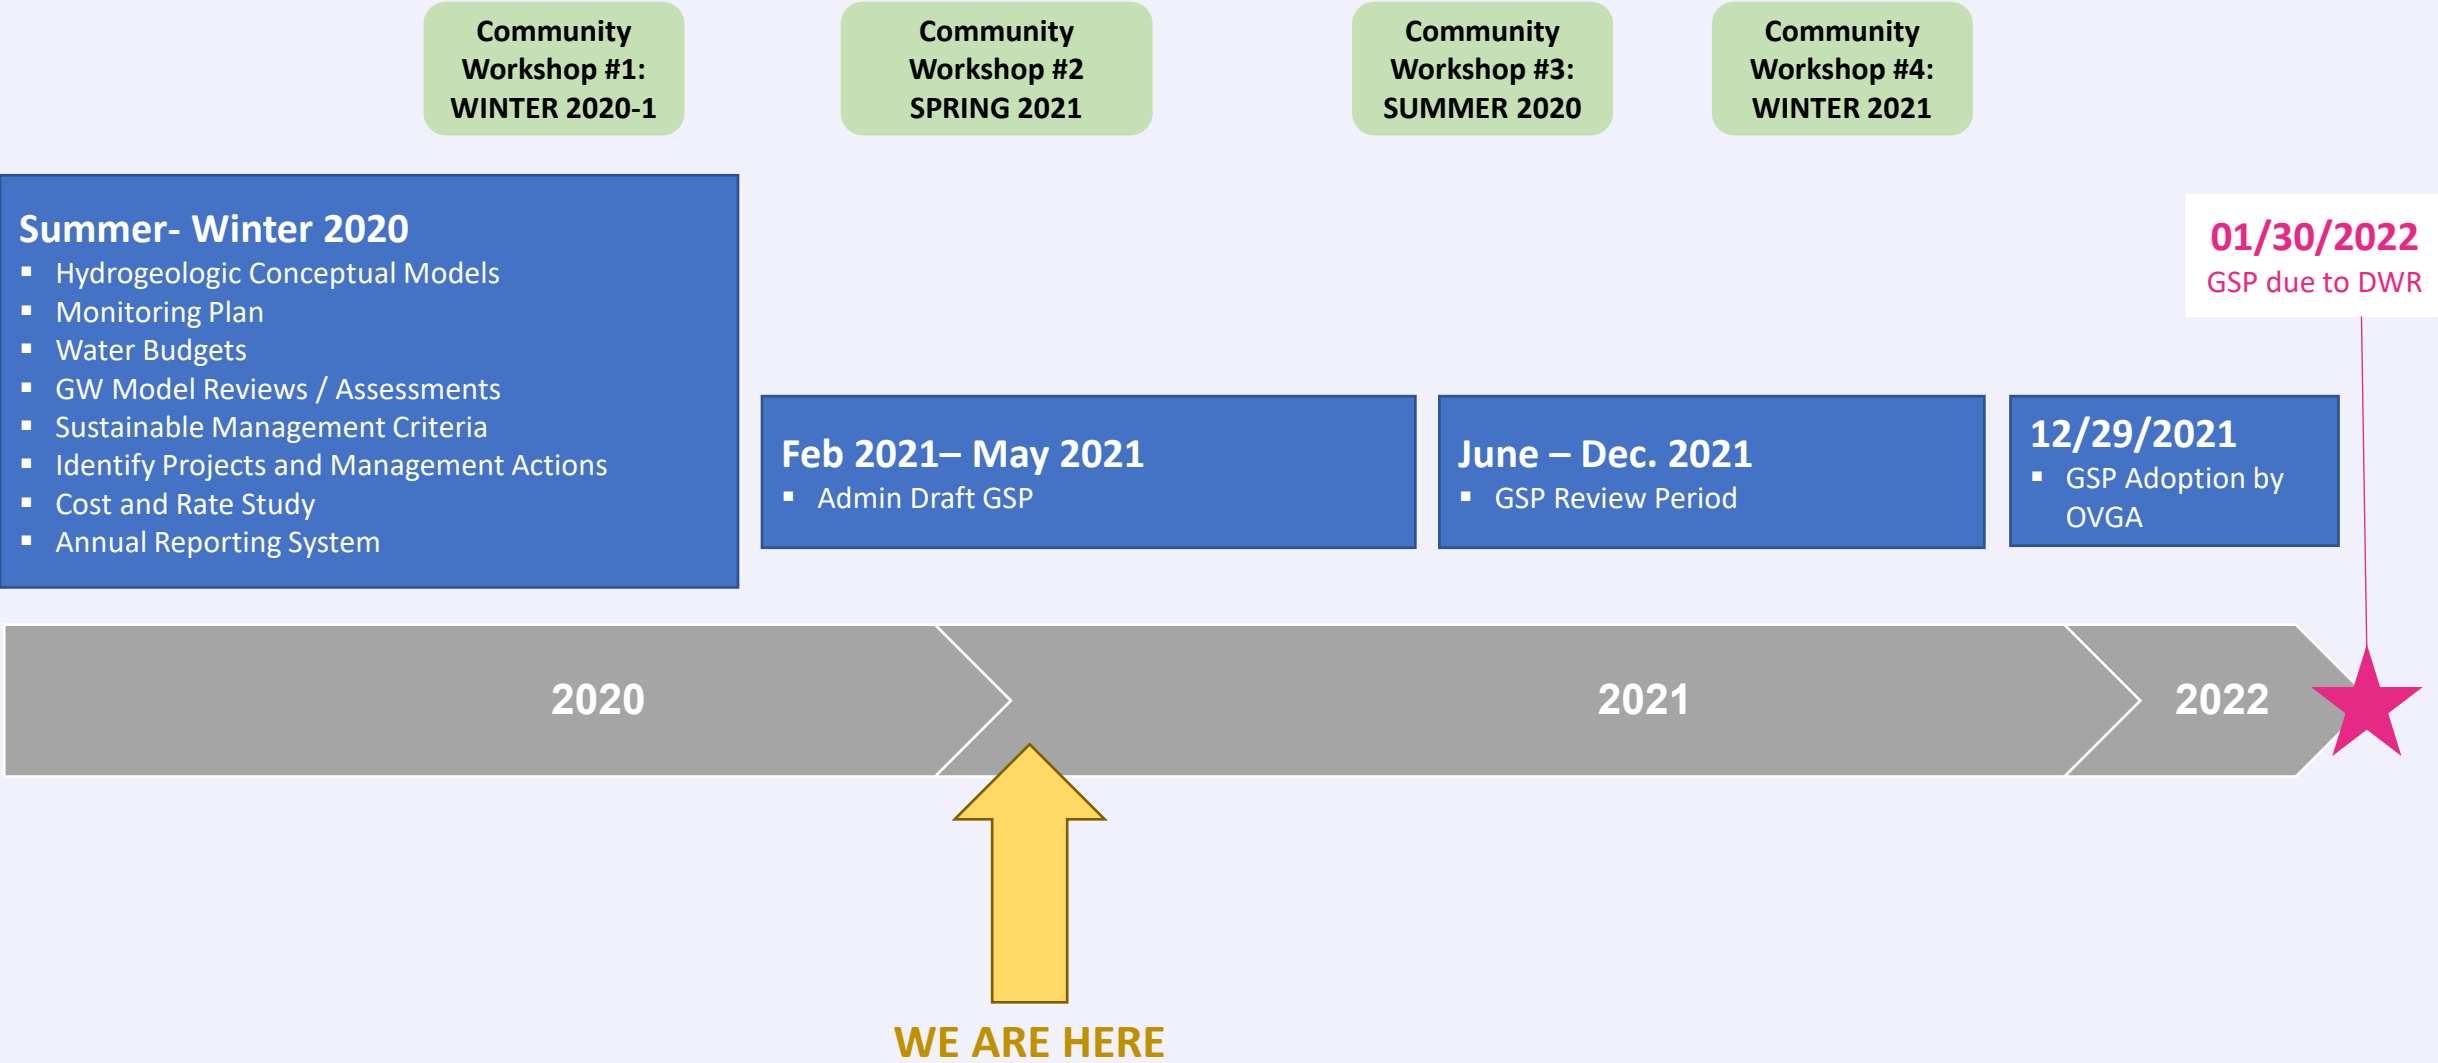 Community
Workshop #1:
WINTER 2020-1
Community
Workshop #2
SPRING 2021
Community
Workshop #3:
SUMMER 2020
Community
Workshop #4:
WINTER 2021
Summer- Winter 2020
▪ Hydrogeologic Conceptual Models
▪ Monitoring Plan
▪ Water Budgets
▪ GW Model Reviews / Assessments
▪ Sustainable Management Criteria
▪ Identify Projects and Management Actions
▪ Cost and Rate Study
▪ Annual Reporting System
Feb 2021– May 2021
▪ Admin Draft GSP
June – Dec. 2021
▪ GSP Review Period
12/29/2021
▪ GSP Adoption by
OVGA
01/30/2022
GSP due to DWR
2020
2021
2022
WE ARE HERE